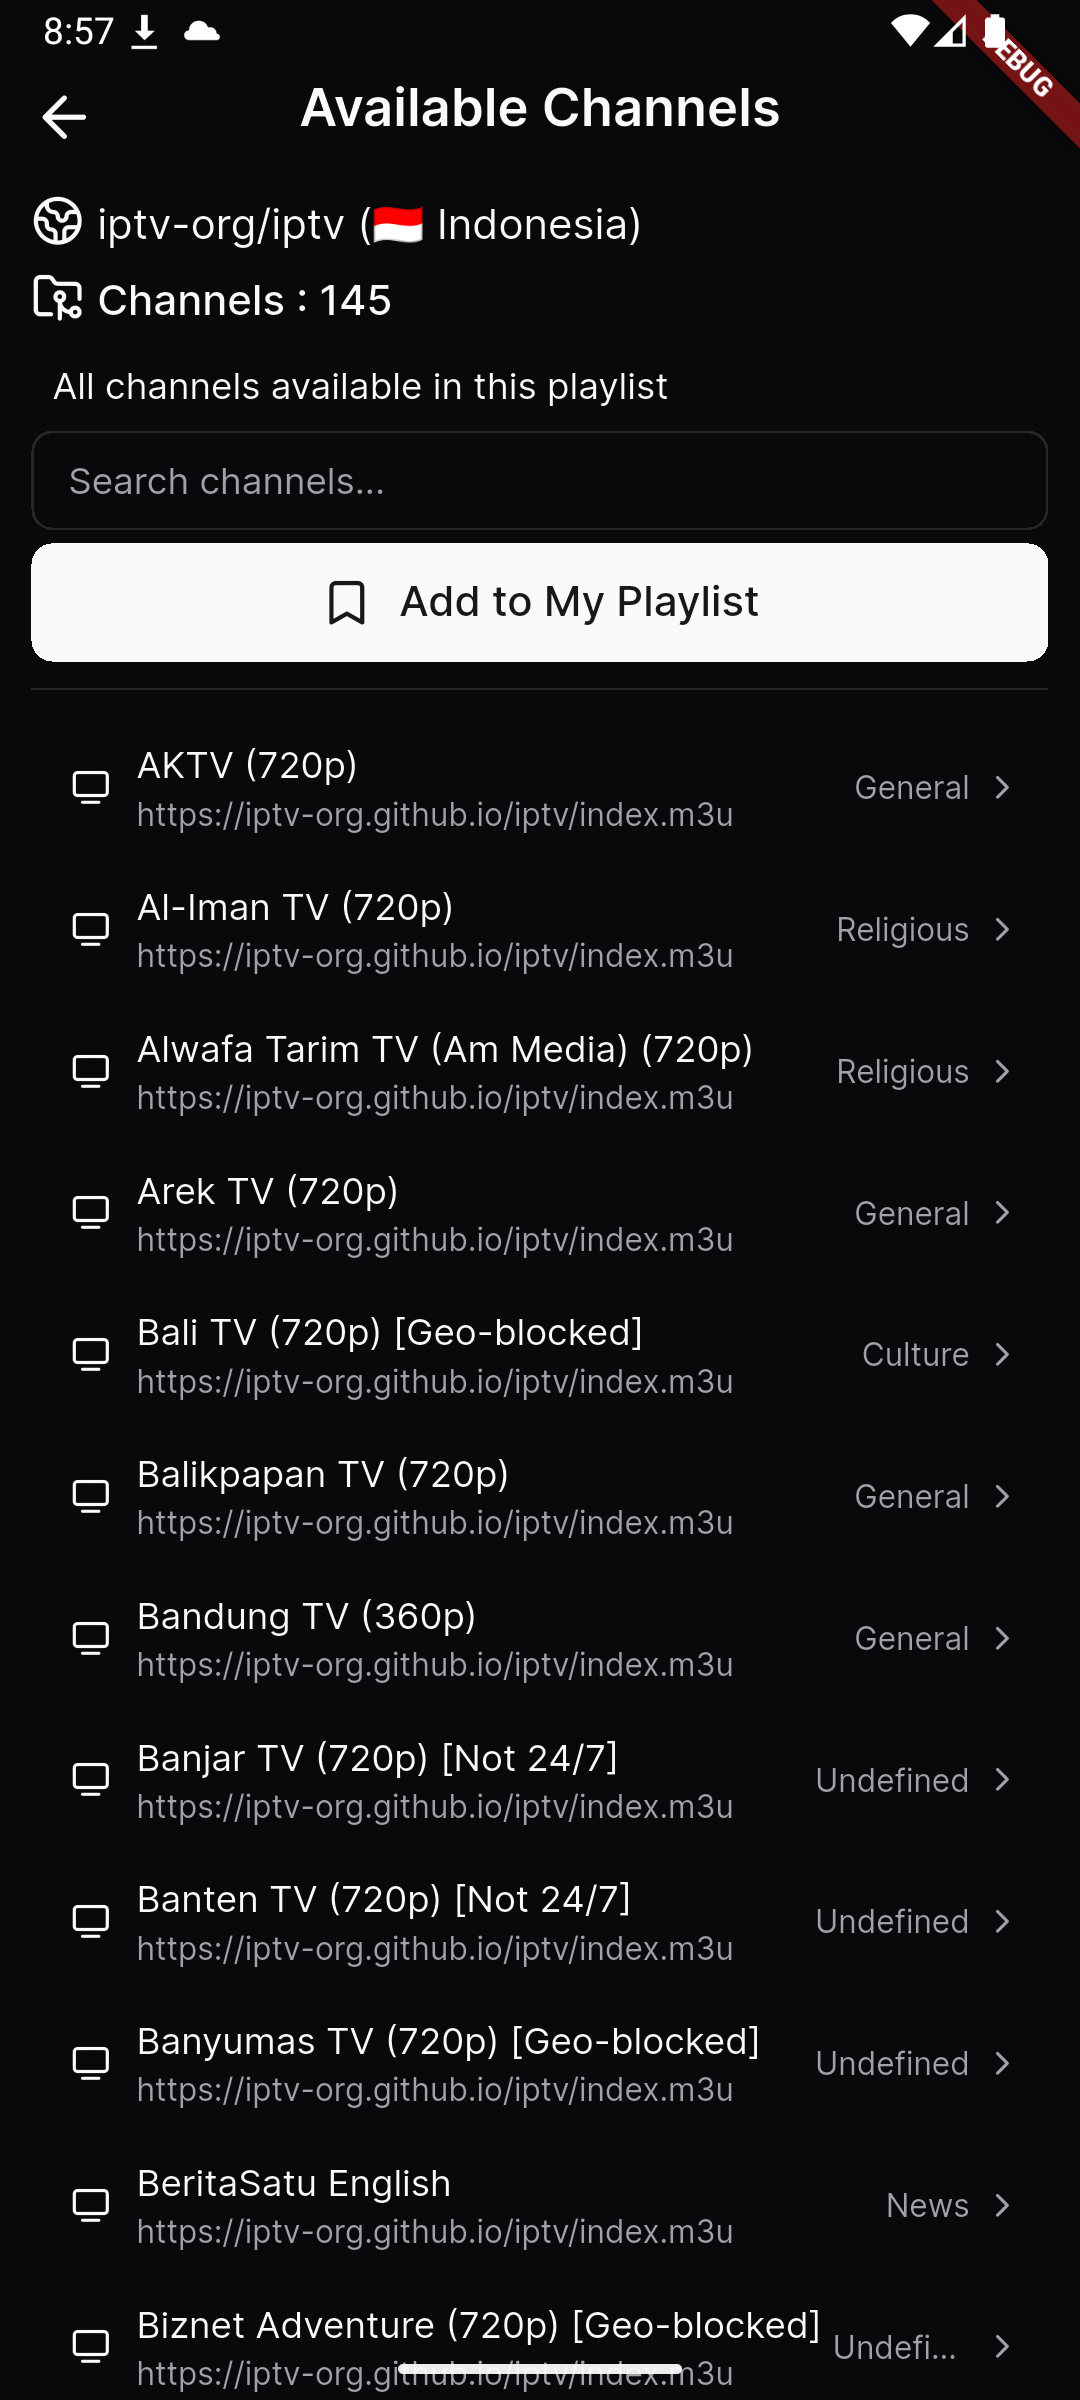 8:57
EBUG
Available Channels
iptv-org/iptv (🇮🇩 Indonesia)
Channels : 145
All channels available in this playlist
Search channels...
Add to My Playlist
AKTV (720p)
https://iptv-org.github.io/iptv/index.m3u
General
Al-Iman TV (720p)
https://iptv-org.github.io/iptv/index.m3u
Religious
Alwafa Tarim TV (Am Media) (720p)
https://iptv-org.github.io/iptv/index.m3u
Religious
Arek TV (720p)
https://iptv-org.github.io/iptv/index.m3u
General
Bali TV (720p) [Geo-blocked]
https://iptv-org.github.io/iptv/index.m3u
Culture
Balikpapan TV (720p)
https://iptv-org.github.io/iptv/index.m3u
General
Bandung TV (360p)
https://iptv-org.github.io/iptv/index.m3u
General
Banjar TV (720p) [Not 24/7]
https://iptv-org.github.io/iptv/index.m3u
Undefined
Banten TV (720p) [Not 24/7]
https://iptv-org.github.io/iptv/index.m3u
Undefined
Banyumas TV (720p) [Geo-blocked]
https://iptv-org.github.io/iptv/index.m3u
Undefined
BeritaSatu English
https://iptv-org.github.io/iptv/index.m3u
News
Biznet Adventure (720p) [Geo-blocked]
https://iptv-org.github.io/iptv/index.m3u
Undefi...